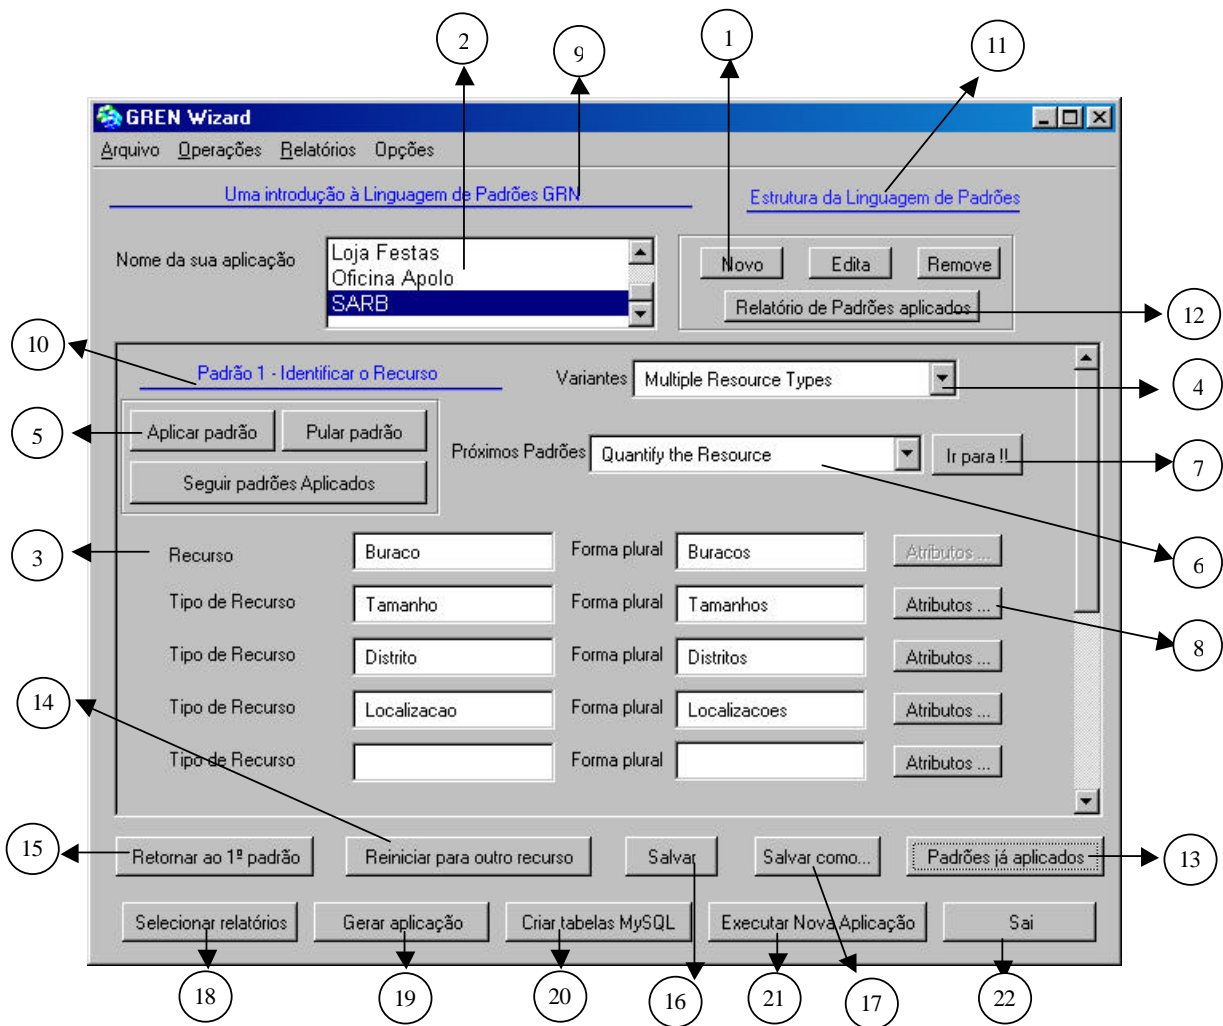 2 9 1 11
GREN Wizard
Arquivo Operações Relatórios Opções
Uma introdução à Linguagem de Padrões GRN Estrutura da Linguagem de Padrões
Nome da sua aplicação Loja Festas Novo Edita Remove
Oficina Apolo
SARB Relatório de Padrões aplicados 12
10
Padrão 1 - Identificar o Recurso Variantes Multiple Resource Types 4
5 Aplicar padrão Pular padrão
Próximos Padrões Quantify the Resource Ir para !! 7
Seguir padrões Aplicados
3 Recurso Buraco Forma plural Buracos Atributos ... 6
Tipo de Recurso Tamanho Forma plural Tamanhos Atributos ...
Tipo de Recurso Distrito Forma plural Distritos Atributos ... 8
14 Tipo de Recurso Localizacao Forma plural Localizacoes Atributos ...
Tipo de Recurso Forma plural Atributos ...
15 Retornar ao 1º padrão Reiniciar para outro recurso Salvar Salvar como... Padrões já aplicados 13
Selecionar relatórios Gerar aplicação Criar tabelas MySQL Executar Nova Aplicação Sai
18 19 20 16 21 17 22